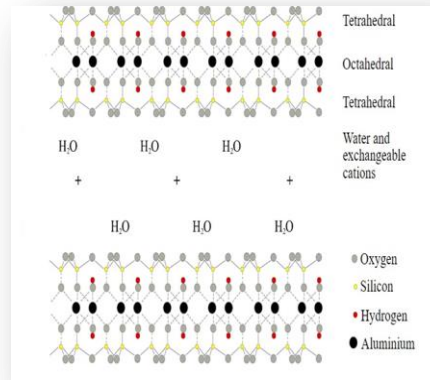 Tetrahedral
Octahedral
Tetrahedral
H₂O H₂O H₂O
Water and
exchangeable
cations
+ + +
H₂O H₂O H₂O
Oxygen
Silicon
Hydrogen
Aluminium